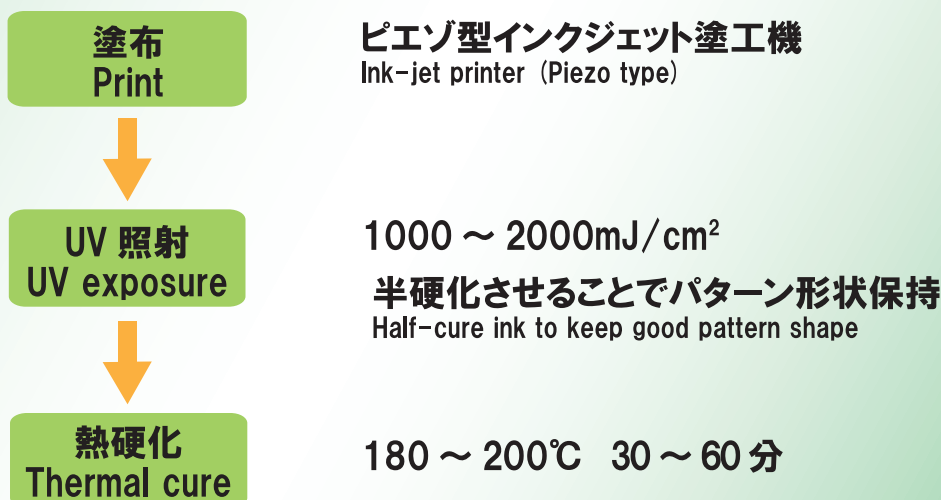 塗布
Print
ピエゾ型インクジェット塗工機
Ink-jet printer (Piezo type)
UV 照射
UV exposure
1000 ～ 2000mJ/cm²
半硬化させることでパターン形状保持
Half-cure ink to keep good pattern shape
熱硬化
Thermal cure
180 ～ 200℃ 30 ～ 60 分